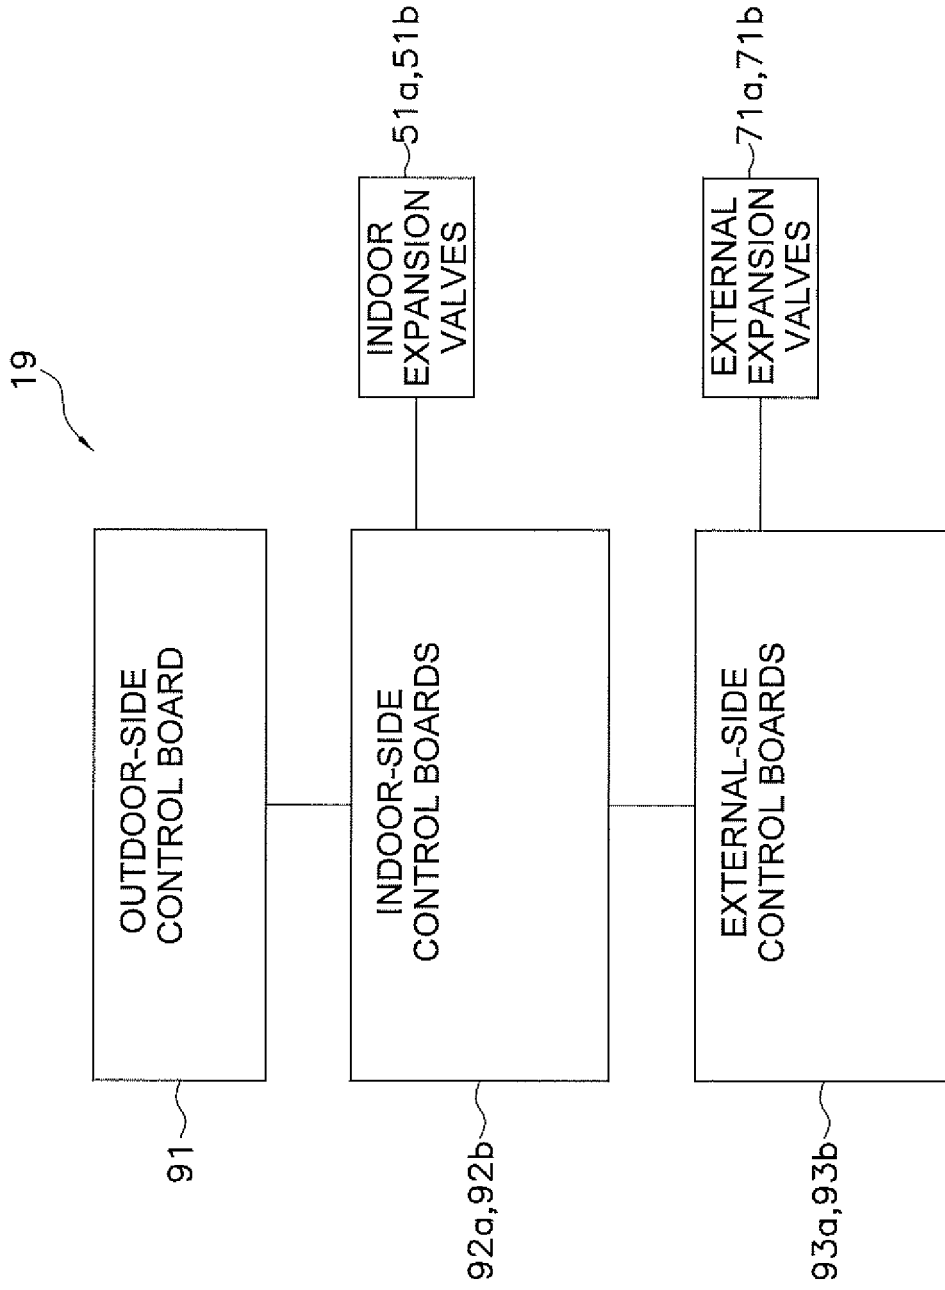 19
OUTDOOR-SIDE
CONTROL BOARD
91
INDOOR-SIDE
CONTROL BOARDS
92a,92b
INDOOR
EXPANSION
VALVES
51a,51b
EXTERNAL-SIDE
CONTROL BOARDS
93a,93b
EXTERNAL
EXPANSION
VALVES
71a,71b